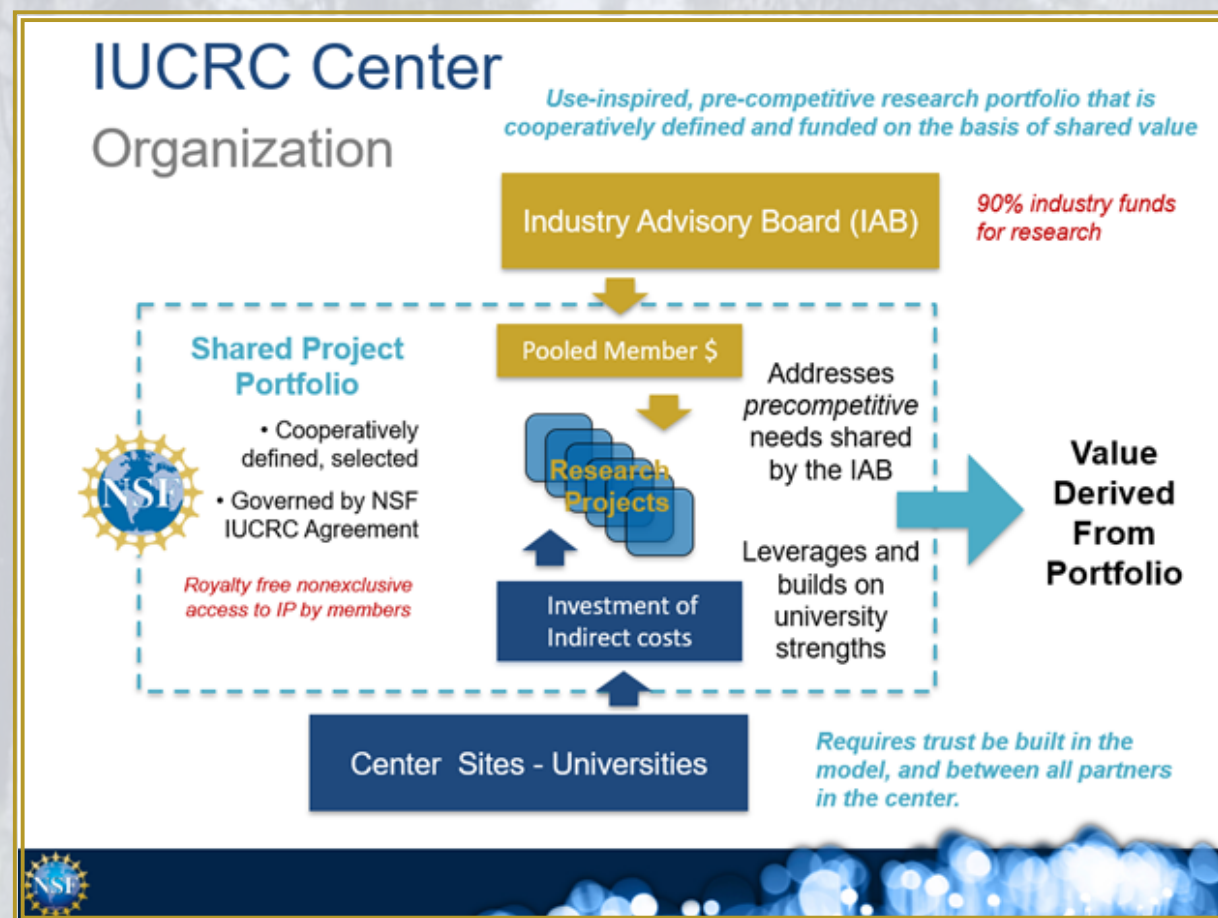 IUCRC Center
Organization
Use-inspired, pre-competitive research portfolio that is
cooperatively defined and funded on the basis of shared value
Industry Advisory Board (IAB)
90% industry funds
for research
Shared Project
Portfolio
• Cooperatively
defined, selected
• Governed by NSF
IUCRC Agreement
Royalty free nonexclusive
access to IP by members
NSF
Pooled Member $
Research
Projects
Investment of
Indirect costs
Addresses
precompetitive
needs shared
by the IAB
Leverages and
builds on
university
strengths
Value
Derived
From
Portfolio
Center Sites - Universities
Requires trust be built in the
model, and between all partners
in the center.
NSF